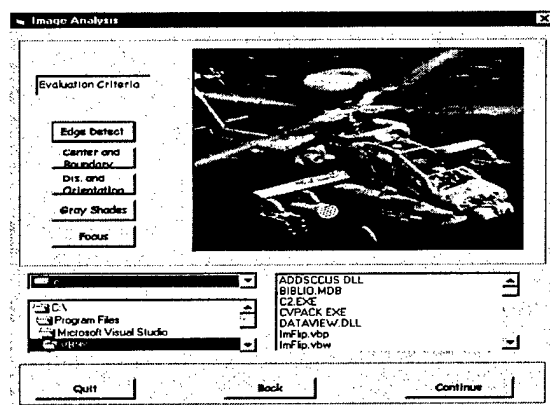 Image Analysis
Evaluation Criteria
Edge Detect
Center and
Boundary
Dis. and
Orientation
Gray Shades
Focus
C:\
Program Files
Microsoft Visual Studio
ADDSCCUS.DLL
BIBLIO.MDB
C2.EXE
CVPACK.EXE
DATAVIEW.DLL
ImFlip.vbp
ImFlip.vbw
Quit
Back
Continue